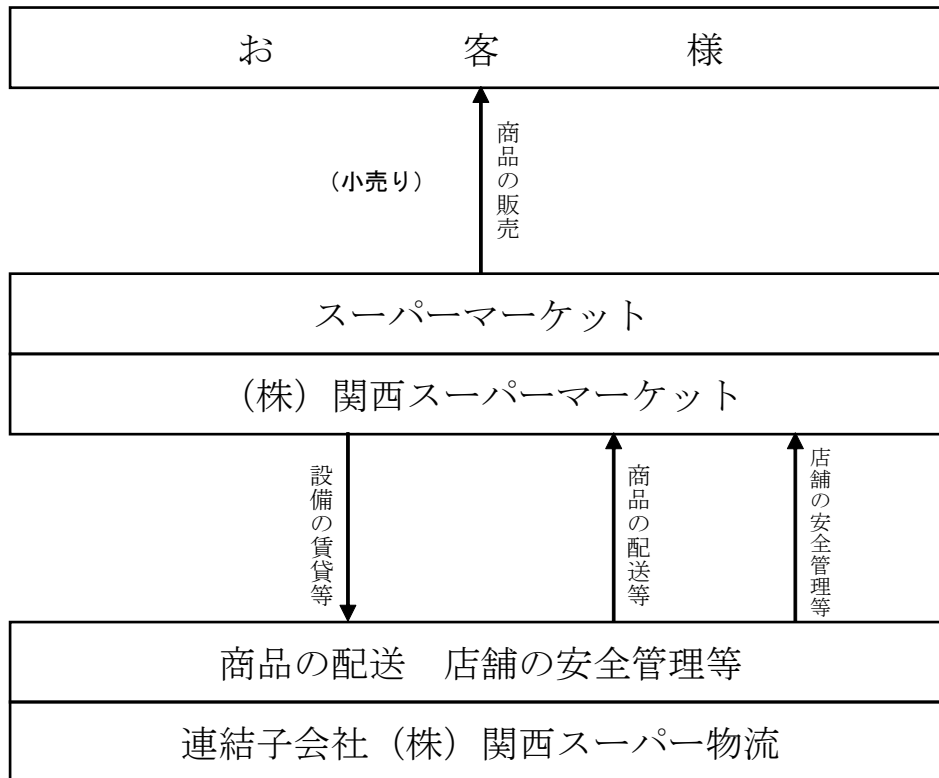 お　客　様
（小売り）
商品の販売
スーパーマーケット
（株）関西スーパーマーケット
設備の賃貸等
商品の配送等
店舗の安全管理等
商品の配送　店舗の安全管理等
連結子会社（株）関西スーパー物流